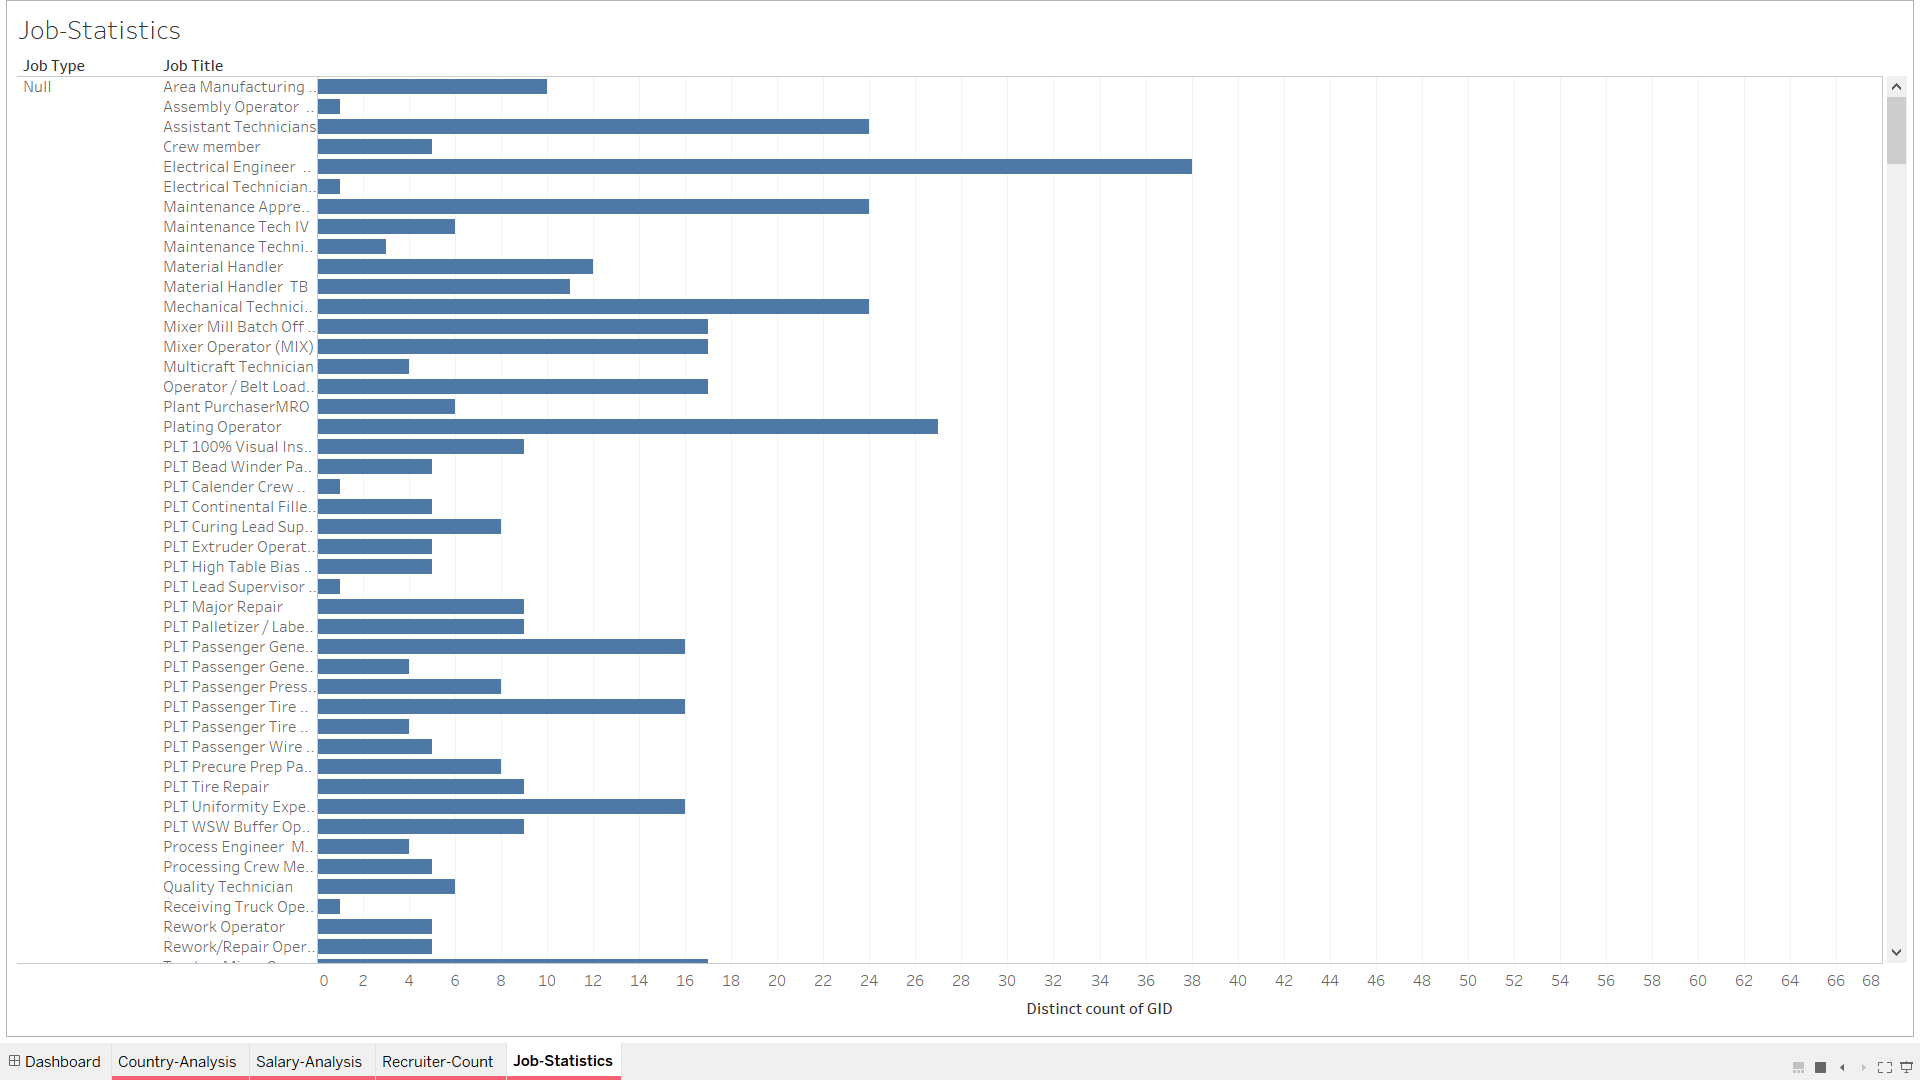 Job-Statistics
Job Type Job Title
Null Area Manufacturing ..
Assembly Operator ..
Assistant Technicians
Crew member
Electrical Engineer ..
Electrical Technician..
Maintenance Appre..
Maintenance Tech IV
Maintenance Techni..
Material Handler
Material Handler TB
Mechanical Technici..
Mixer Mill Batch Off ..
Mixer Operator (MIX)
Multicraft Technician
Operator / Belt Load..
Plant PurchaserMRO
Plating Operator
PLT 100% Visual Ins..
PLT Bead Winder Pa..
PLT Calender Crew ..
PLT Continental Fille..
PLT Curing Lead Sup..
PLT Extruder Operat..
PLT High Table Bias ..
PLT Lead Supervisor ..
PLT Major Repair
PLT Palletizer / Labe..
PLT Passenger Gene..
PLT Passenger Gene..
PLT Passenger Press..
PLT Passenger Tire ..
PLT Passenger Tire ..
PLT Passenger Wire ..
PLT Precure Prep Pa..
PLT Tire Repair
PLT Uniformity Expe..
PLT WSW Buffer Op..
Process Engineer M..
Processing Crew Me..
Quality Technician
Receiving Truck Ope..
Rework Operator
Rework/Repair Oper..
0 2 4 6 8 10 12 14 16 18 20 22 24 26 28 30 32 34 36 38 40 42 44 46 48 50 52 54 56 58 60 62 64 66 68
Distinct count of GID
Dashboard Country-Analysis Salary-Analysis Recruiter-Count Job-Statistics